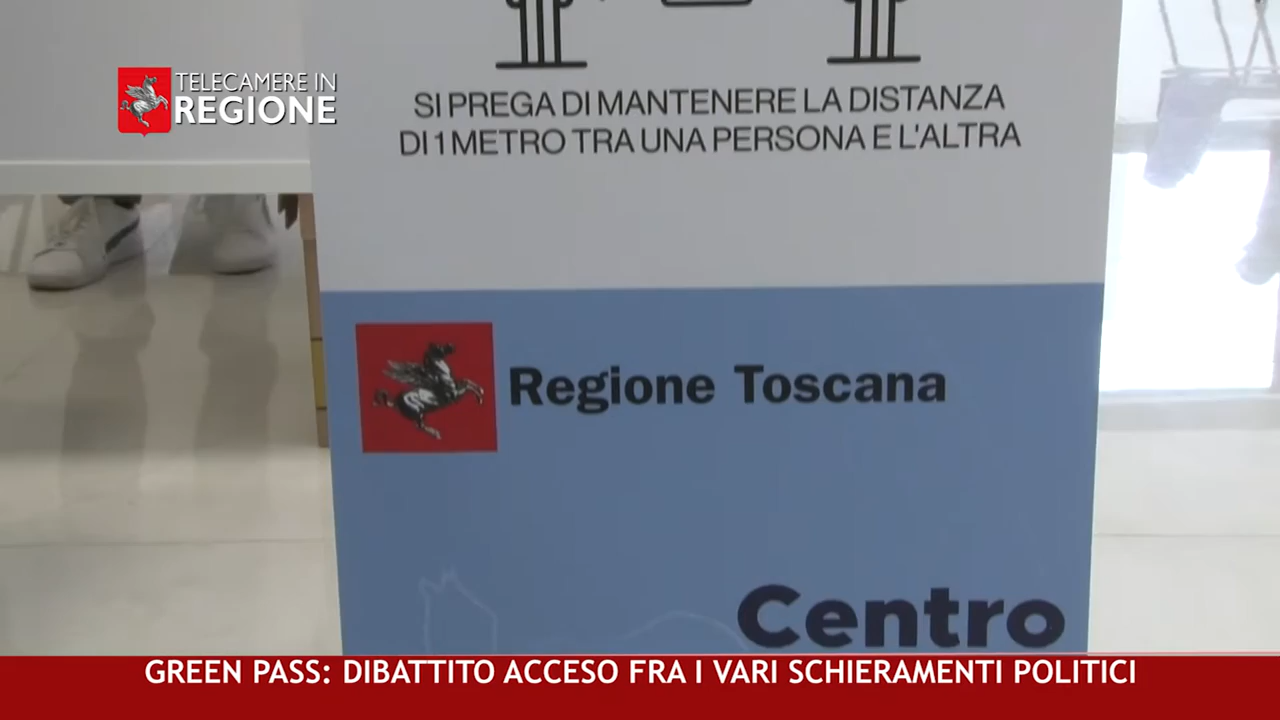 TELECAMERE IN
REGIONE
SI PREGA DI MANTENERE LA DISTANZA
DI 1 METRO TRA UNA PERSONA E L'ALTRA
Regione Toscana
Centro
GREEN PASS: DIBATTITO ACCESO FRA I VARI SCHIERAMENTI POLITICI